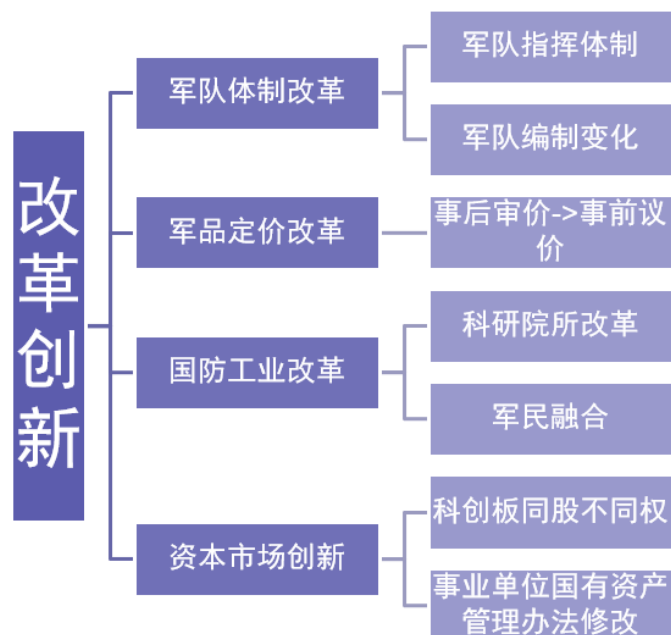 改革创新
军队体制改革
军队指挥体制
军队编制变化
军品定价改革
事后审价->事前议
价
国防工业改革
科研院所改革
军民融合
资本市场创新
科创板同股不同权
事业单位国有资产
管理办法修改